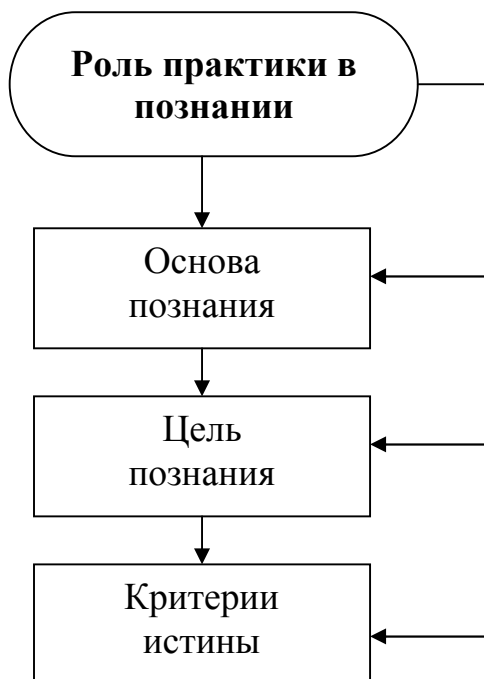 Роль практики в
познании
Основа
познания
Цель
познания
Критерии
истины